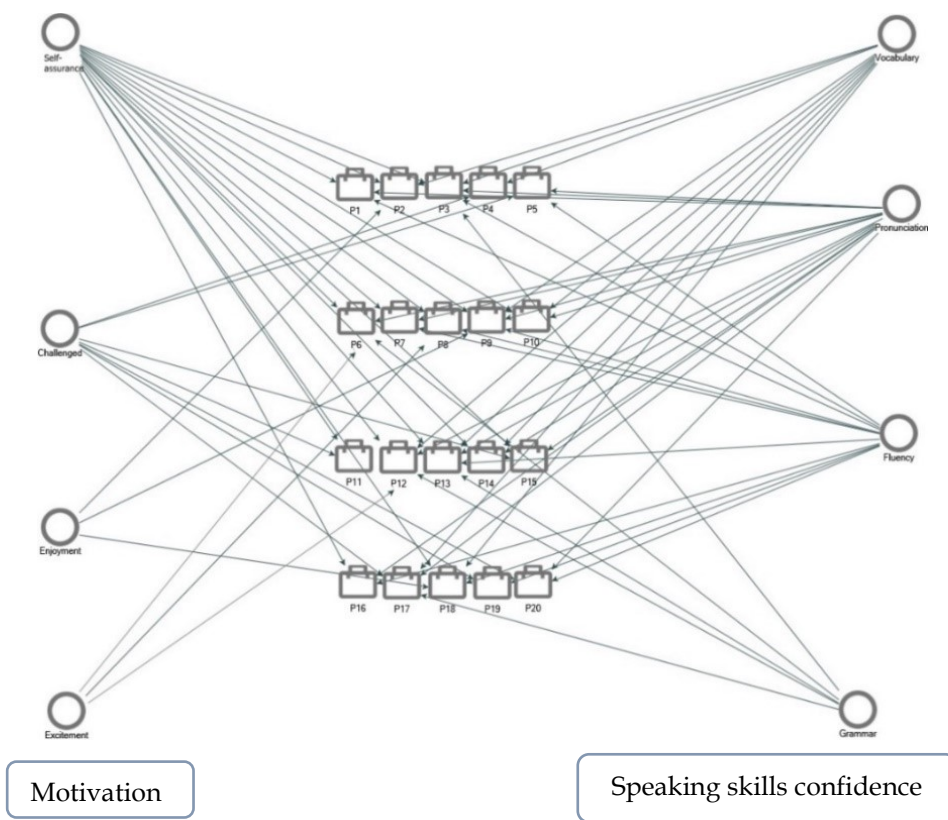 Self-
assurance
Vocabulary
P1 P2 P3 P4 P5
Pronunciation
Challenged
P6 P7 P8 P9 P10
Fluency
P11 P12 P13 P14 P15
Enjoyment
P16 P17 P18 P19 P20
Excitement
Grammar
Motivation
Speaking skills confidence